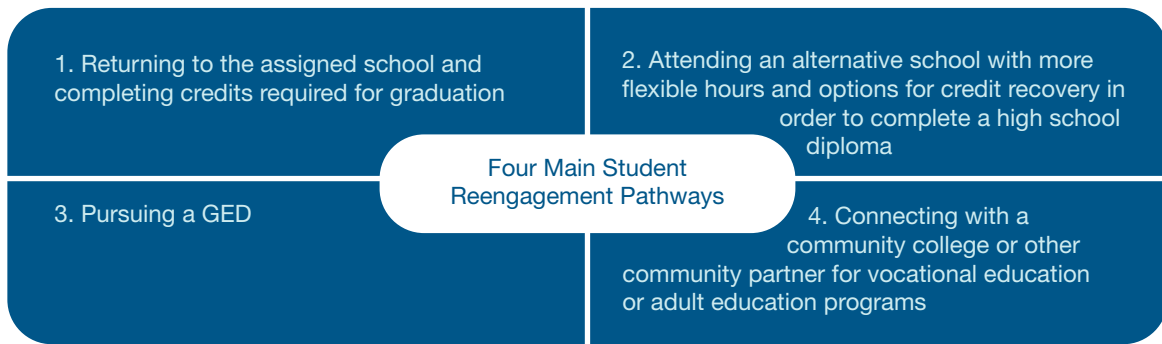 1. Returning to the assigned school and
completing credits required for graduation
2. Attending an alternative school with more
flexible hours and options for credit recovery in
order to complete a high school
diploma
Four Main Student
Reengagement Pathways
3. Pursuing a GED
4. Connecting with a
community college or other
community partner for vocational education
or adult education programs